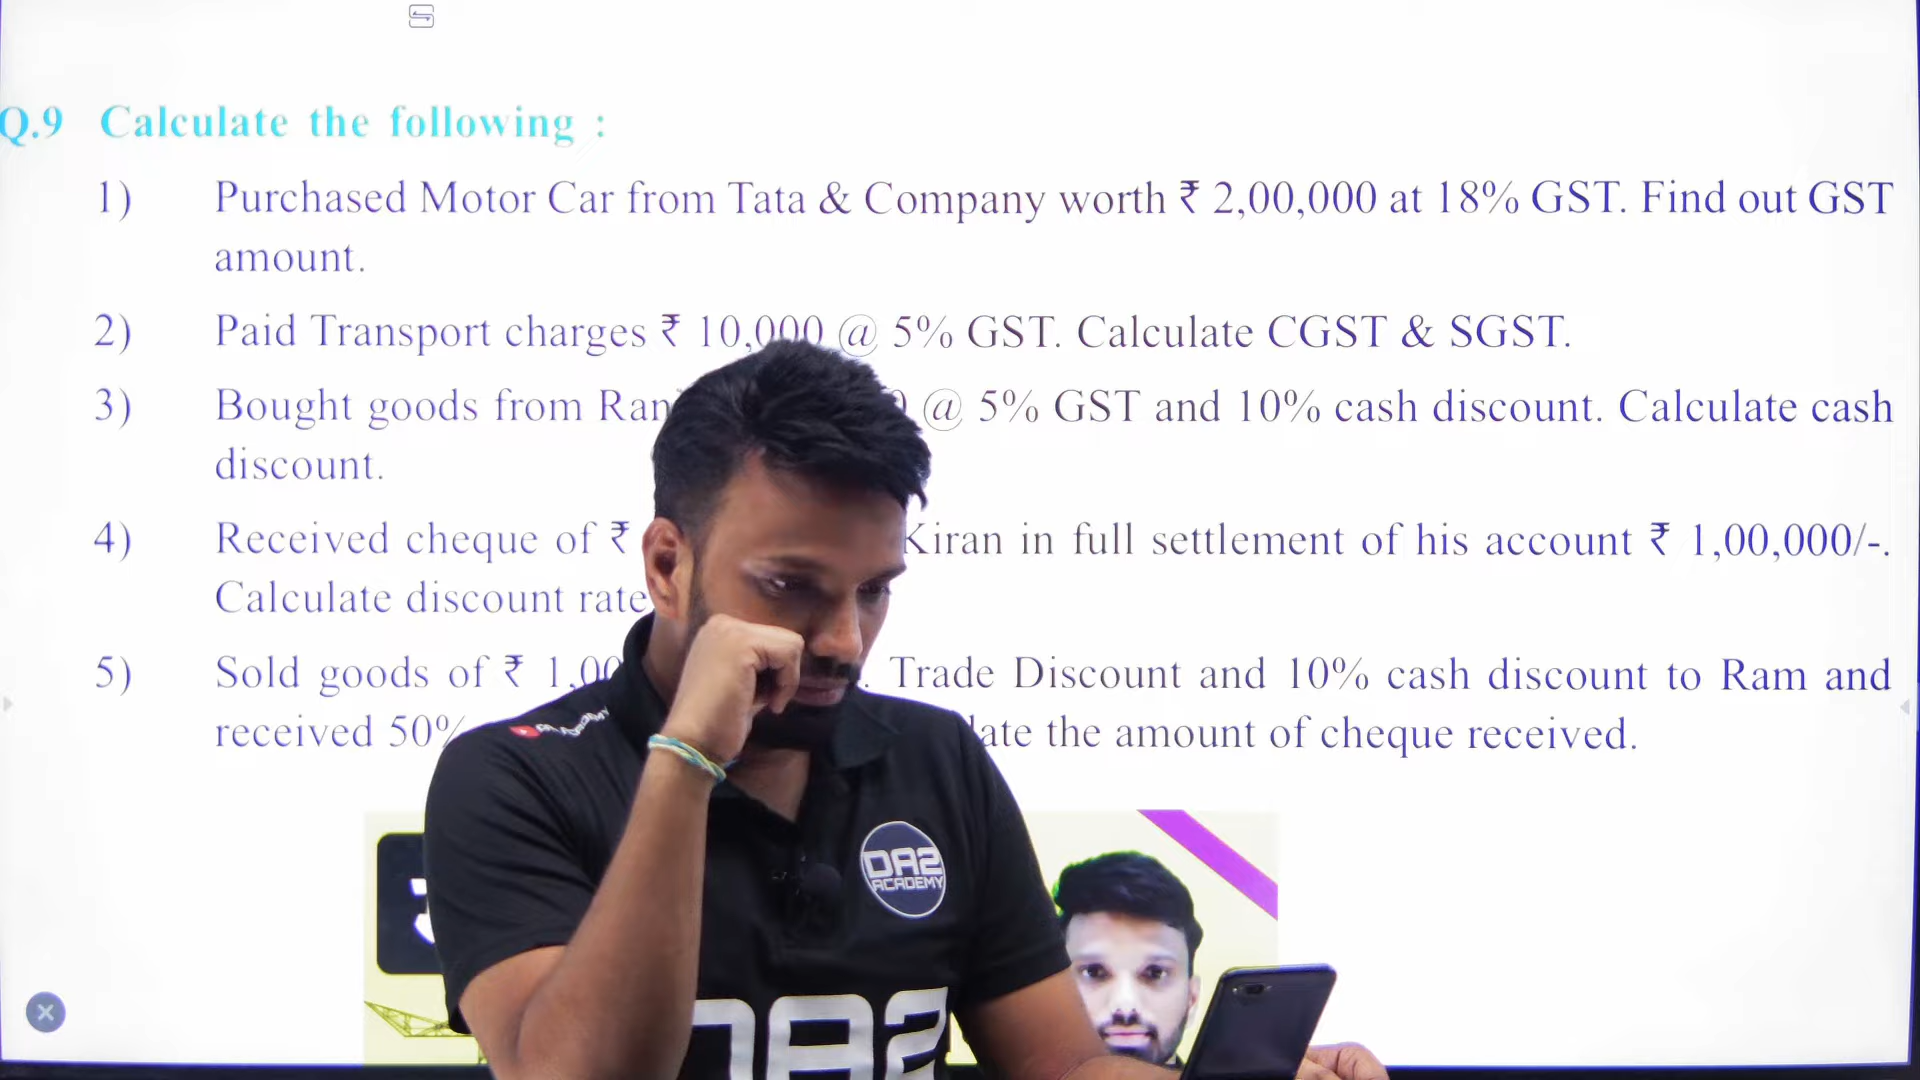 Q.9 Calculate the following :
1) Purchased Motor Car from Tata & Company worth ₹ 2,00,000 at 18% GST. Find out GST
amount.
2) Paid Transport charges ₹ 10,000 @ 5% GST. Calculate CGST & SGST.
3) Bought goods from @ 5% GST and 10% cash discount. Calculate cash
discount.
4) Received cheque of ₹ Kiran in full settlement of his account ₹ 1,00,000/-.
Calculate discount rate
5) Sold goods of ₹ Trade Discount and 10% cash discount to Ram and
received 50% the amount of cheque received.
DA2
ACADEMY
DA2